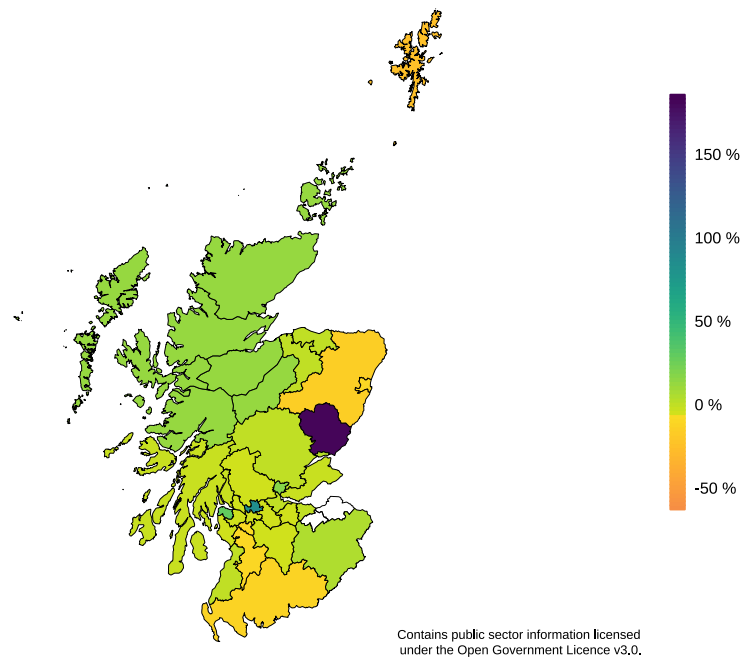 150 %
100 %
50 %
0 %
-50 %
Contains public sector information licensed
under the Open Government Licence v3.0.